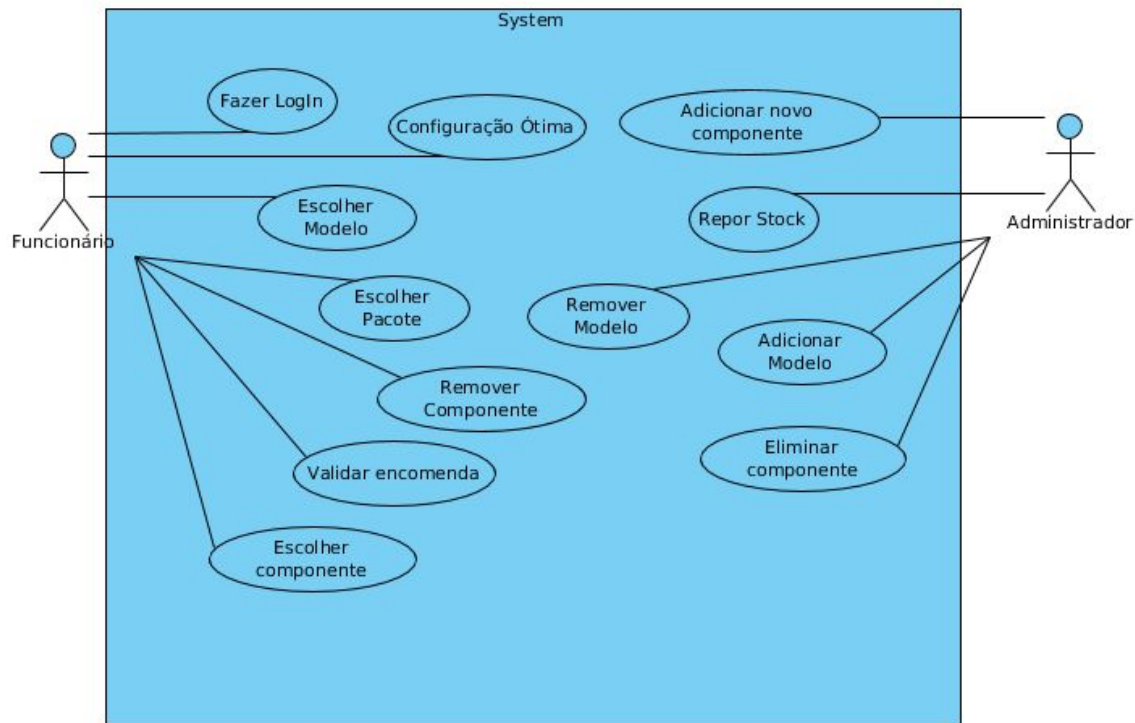 System
Fazer LogIn
Configuração Ótima
Adicionar novo
componente
Funcionário
Escolher
Modelo
Repor Stock
Administrador
Escolher
Pacote
Remover
Modelo
Adicionar
Modelo
Remover
Componente
Validar encomenda
Eliminar
componente
Escolher
componente